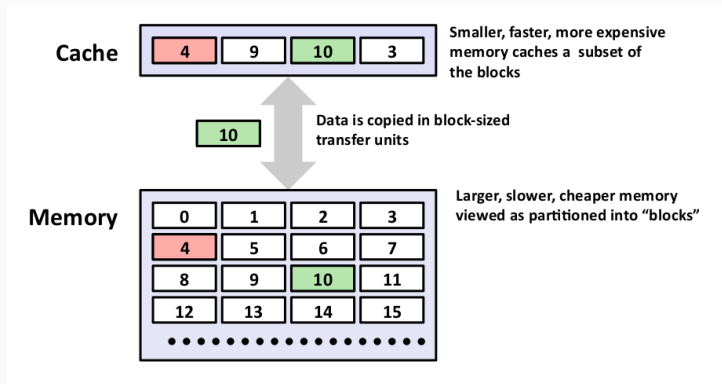 Cache
4 9 10 3
Smaller, faster, more expensive
memory caches a subset of
the blocks
10
Data is copied in block-sized
transfer units
Memory
0 1 2 3
4 5 6 7
8 9 10 11
12 13 14 15
Larger, slower, cheaper memory
viewed as partitioned into “blocks”